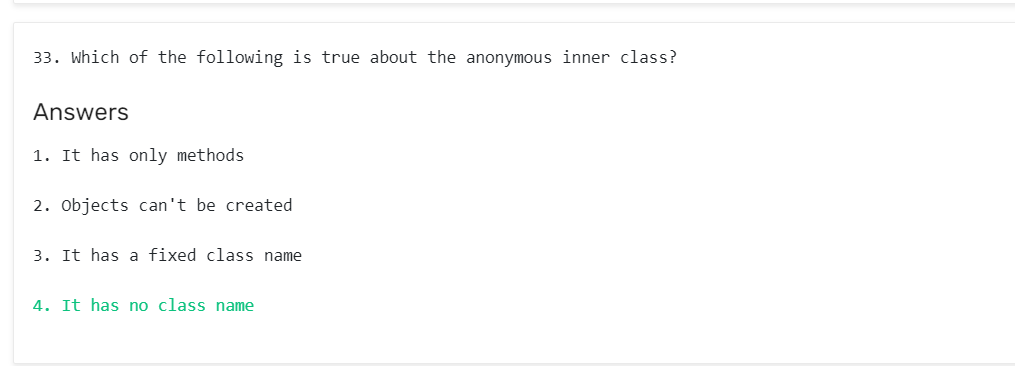 33. Which of the following is true about the anonymous inner class?
Answers
1. It has only methods
2. Objects can't be created
3. It has a fixed class name
4. It has no class name